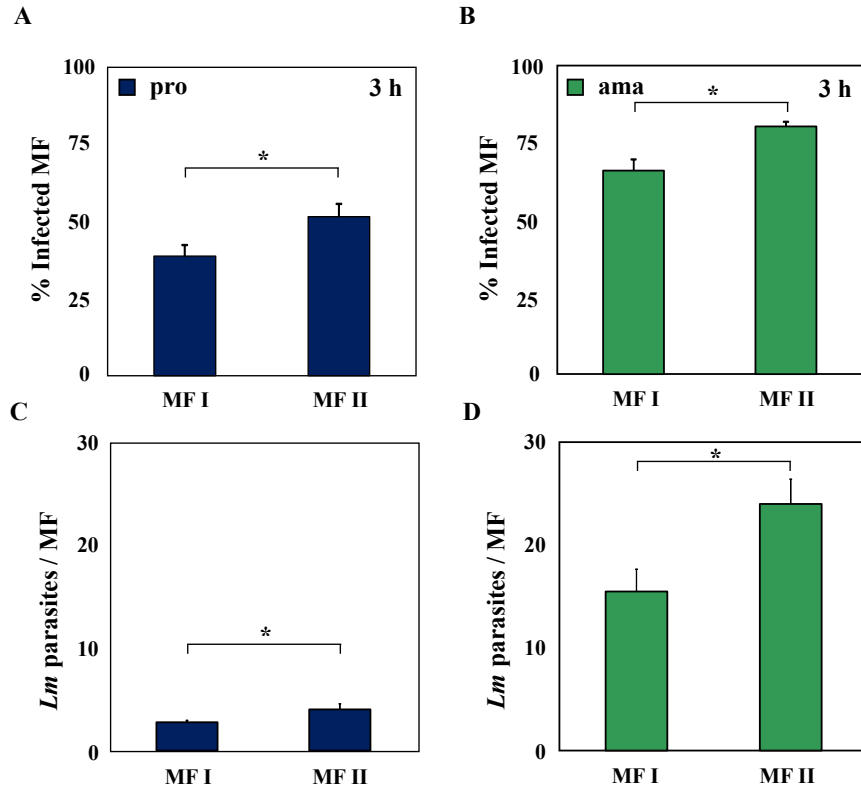 A
% Infected MF
100
75
50
25
0
pro
3 h
*
MF I
MF II
B
% Infected MF
100
75
50
25
0
ama
3 h
*
MF I
MF II
C
Lm parasites / MF
30
20
10
0
*
MF I
MF II
D
Lm parasites / MF
30
20
10
0
*
MF I
MF II